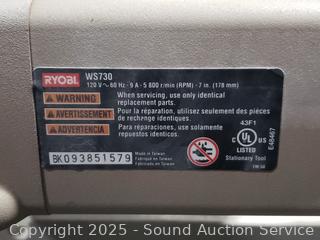 RYOBI WS730
120 V ~ 60 Hz - 9 A - 5 800 r/min (RPM) - 7 in. (178 mm)
WARNING When servicing, use only identical
replacement parts.
AVERTISSEMENT Pour la réparation, utilisez seulement des pièces
de rechange identiques.
ADVERTENCIA Para reparaciones, use solamente
repuestos identicos.
43F1
C UL US
LISTED
E48467
Stationary Tool
BK093851579
Made in Taiwan
Fabriqué en Taiwan
Fabricado en Taiwan
Copyright 2025 - Sound Auction Service